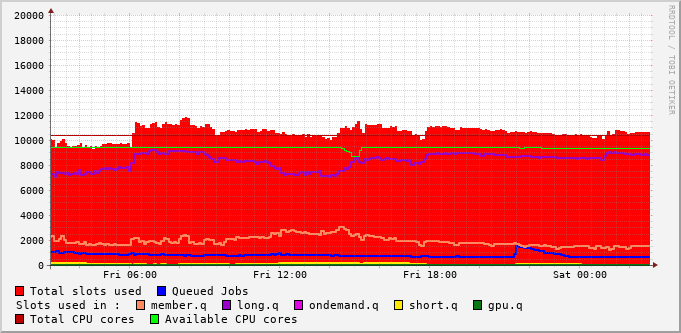 RRDTOOL / TOBI OETIKER
20000
18000
16000
14000
12000
10000
8000
6000
4000
2000
0
Fri 06:00 Fri 12:00 Fri 18:00 Sat 00:00
Total slots used Queued Jobs
Slots used in : member.q long.q ondemand.q short.q gpu.q
Total CPU cores Available CPU cores